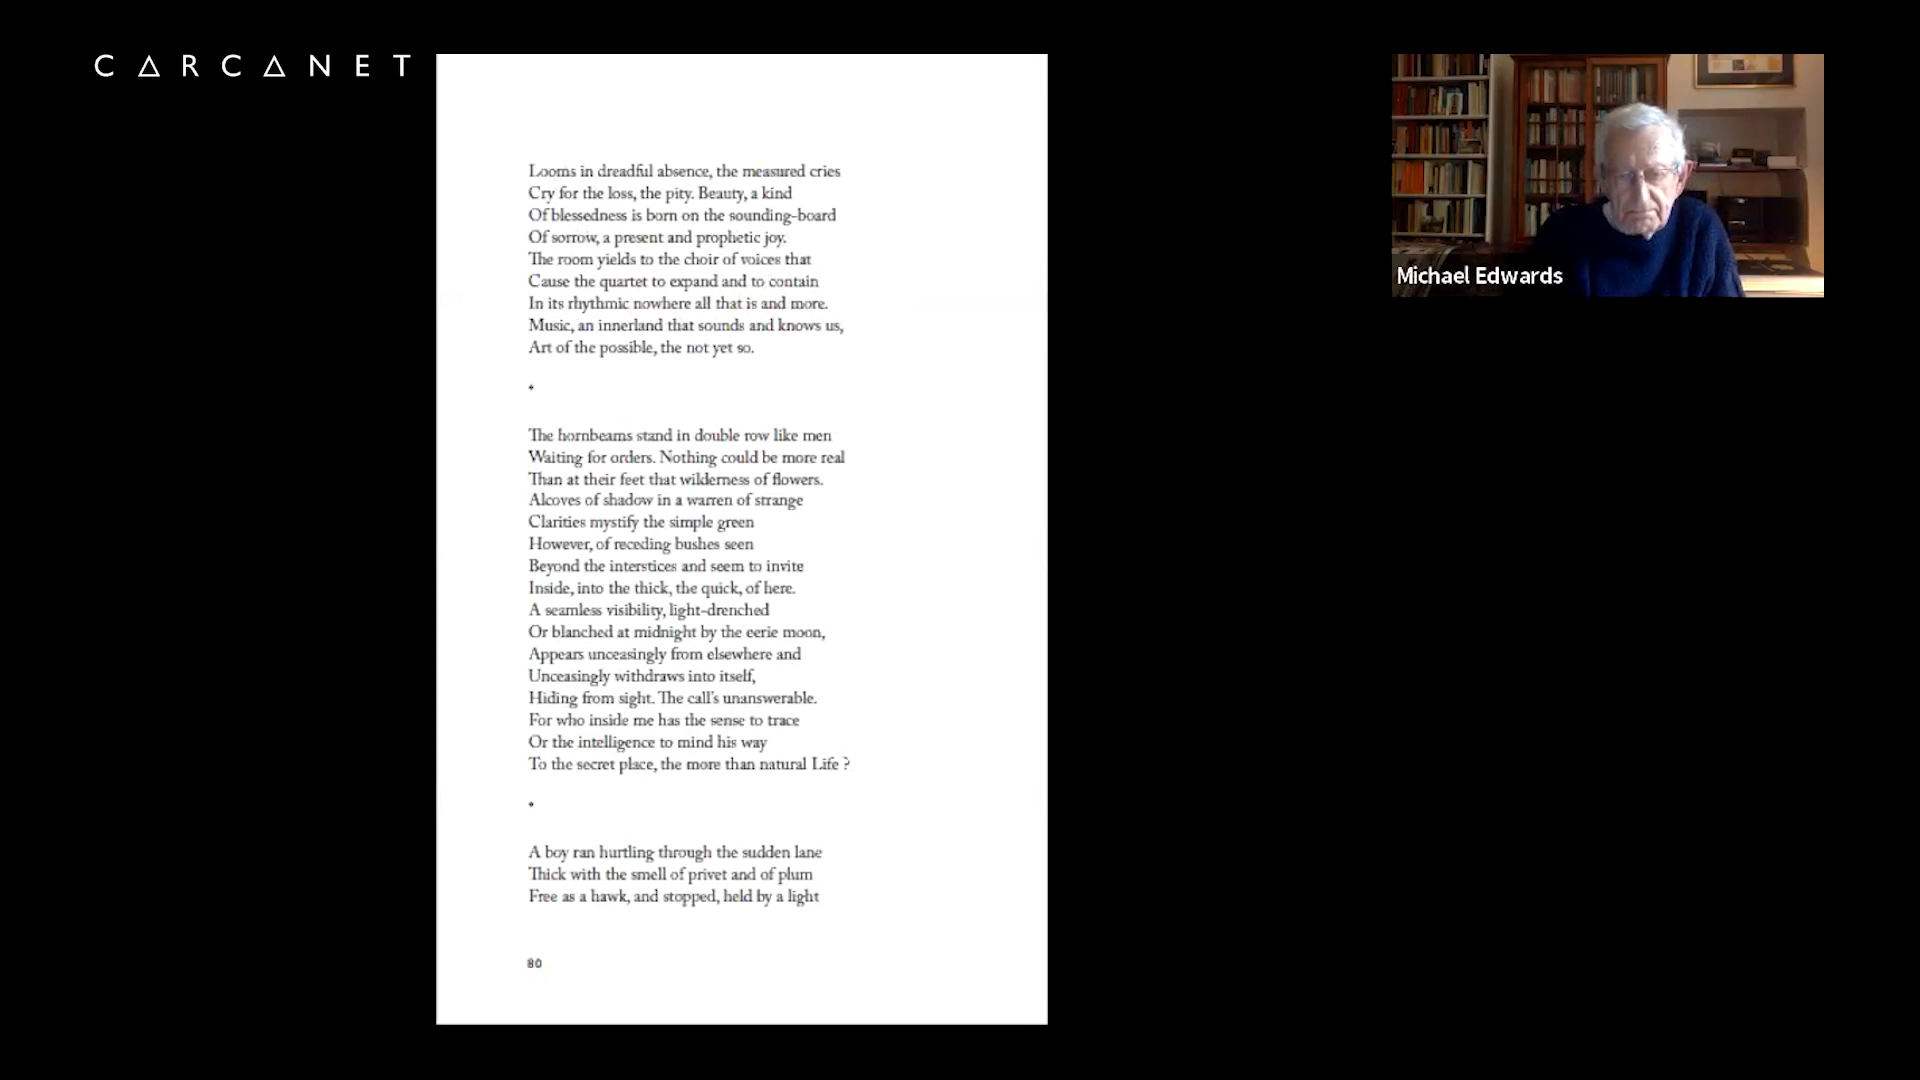 CARCANET
Looms in dreadful absence, the measured cries
Cry for the loss, the pity. Beauty, a kind
Of blessedness is born on the sounding-board
Of sorrow, a present and prophetic joy.
The room yields to the choir of voices that
Cause the quartet to expand and to contain
In its rhythmic nowhere all that is and more.
Music, an innerland that sounds and knows us,
Art of the possible, the not yet so.
*
The hornbeams stand in double row like men
Waiting for orders. Nothing could be more real
Than at their feet that wilderness of flowers.
Alcoves of shadow in a warren of strange
Clarities mystify the simple green
However, of receding bushes seen
Beyond the interstices and seem to invite
Inside, into the thick, the quick, of here.
A seamless visibility, light-drenched
Or blanched at midnight by the eerie moon,
Appears unceasingly from elsewhere and
Unceasingly withdraws into itself,
Hiding from sight. The call's unanswerable.
For who inside me has the sense to trace
Or the intelligence to mind his way
To the secret place, the more than natural Life ?
*
A boy ran hurtling through the sudden lane
Thick with the smell of privet and of plum
Free as a hawk, and stopped, held by a light
80
Michael Edwards